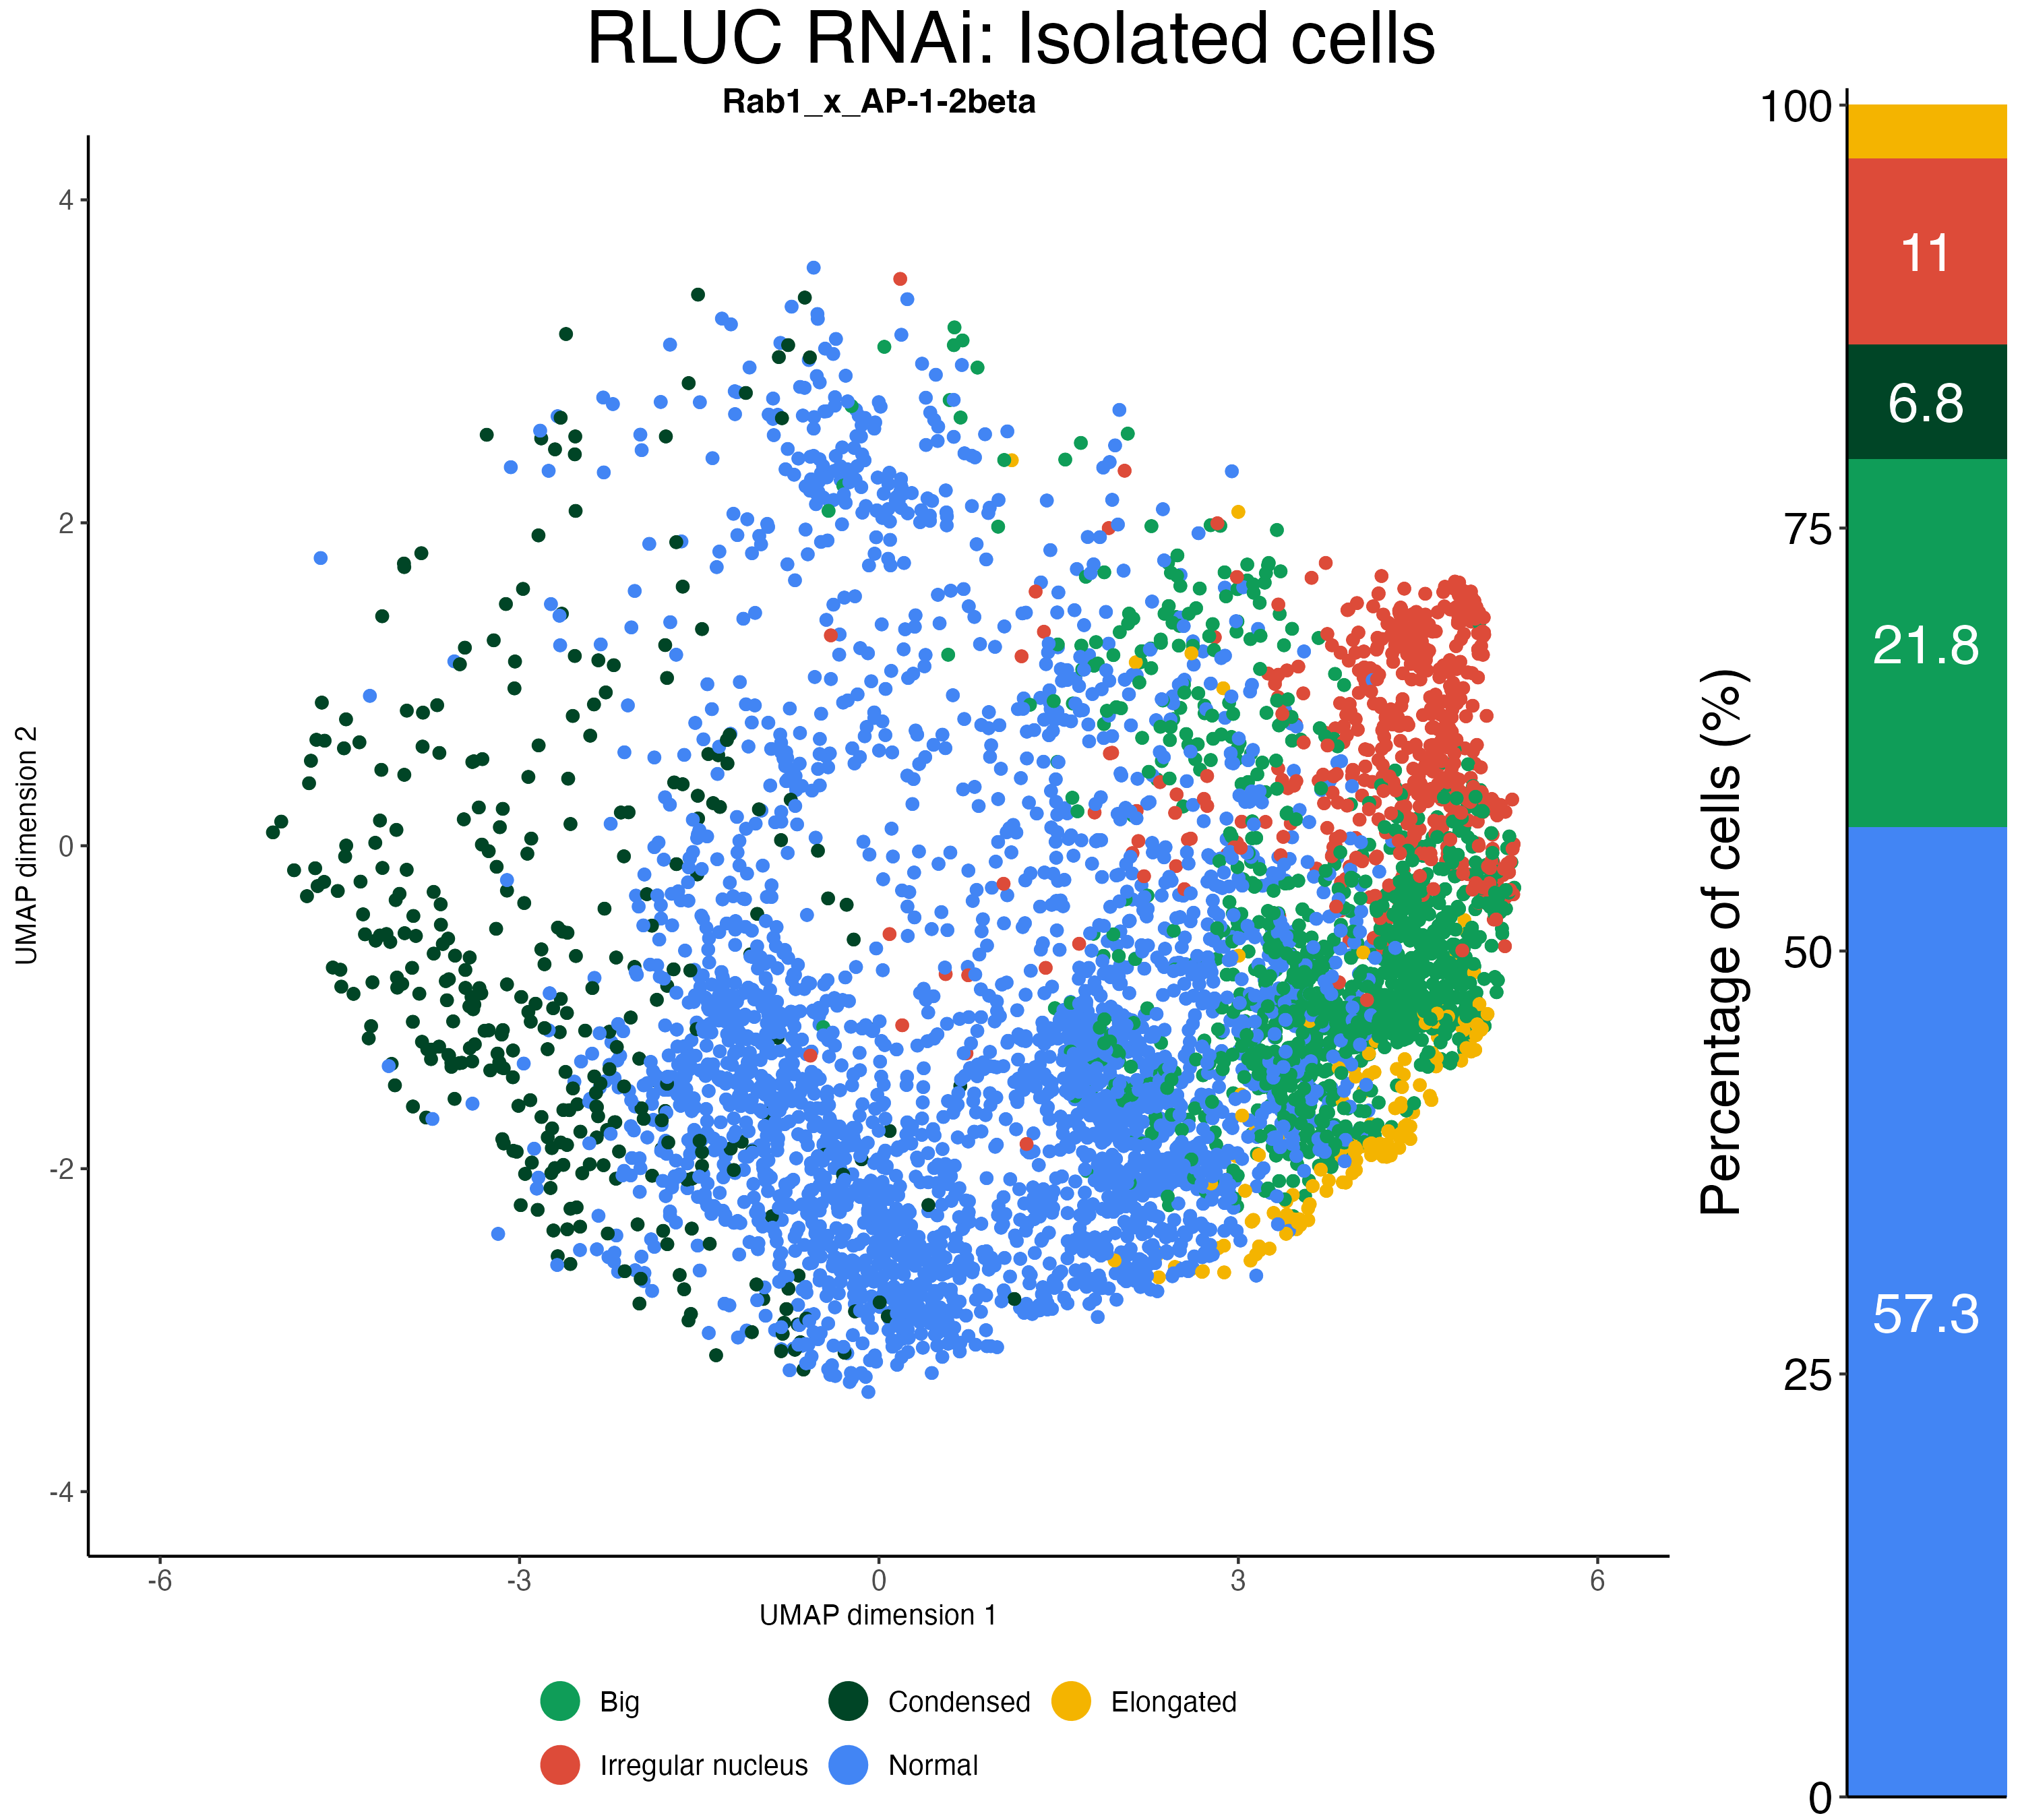 RLUC RNAi: Isolated cells
Rab1_x_AP-1-2beta
4
2
0
-2
-4
UMAP dimension 2
-6
-3
0
3
6
UMAP dimension 1
Big
Condensed
Elongated
Irregular nucleus
Normal
100
75
50
25
0
Percentage of cells (%)
11
6.8
21.8
57.3